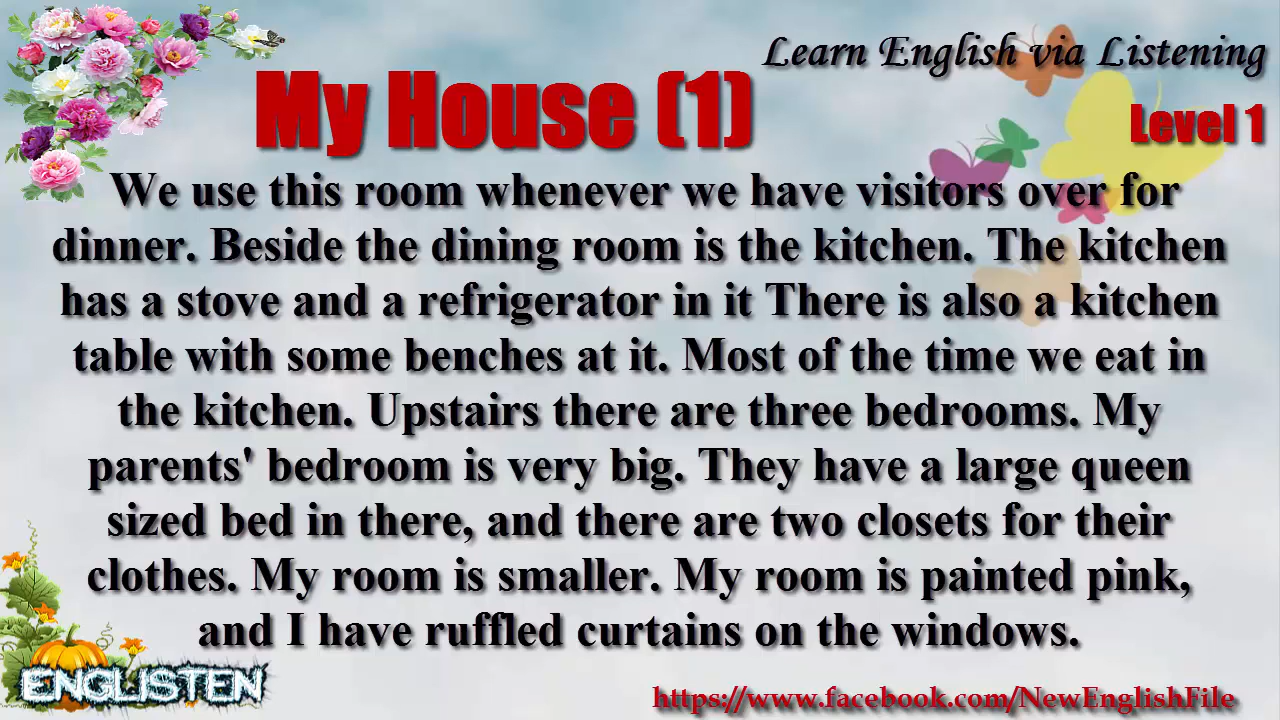 Learn English via Listening
My House (1)
Level 1
We use this room whenever we have visitors over for
dinner. Beside the dining room is the kitchen. The kitchen
has a stove and a refrigerator in it There is also a kitchen
table with some benches at it. Most of the time we eat in
the kitchen. Upstairs there are three bedrooms. My
parents' bedroom is very big. They have a large queen
sized bed in there, and there are two closets for their
clothes. My room is smaller. My room is painted pink,
and I have ruffled curtains on the windows.
ENGLISTEN
https://www.facebook.com/NewEnglishFile